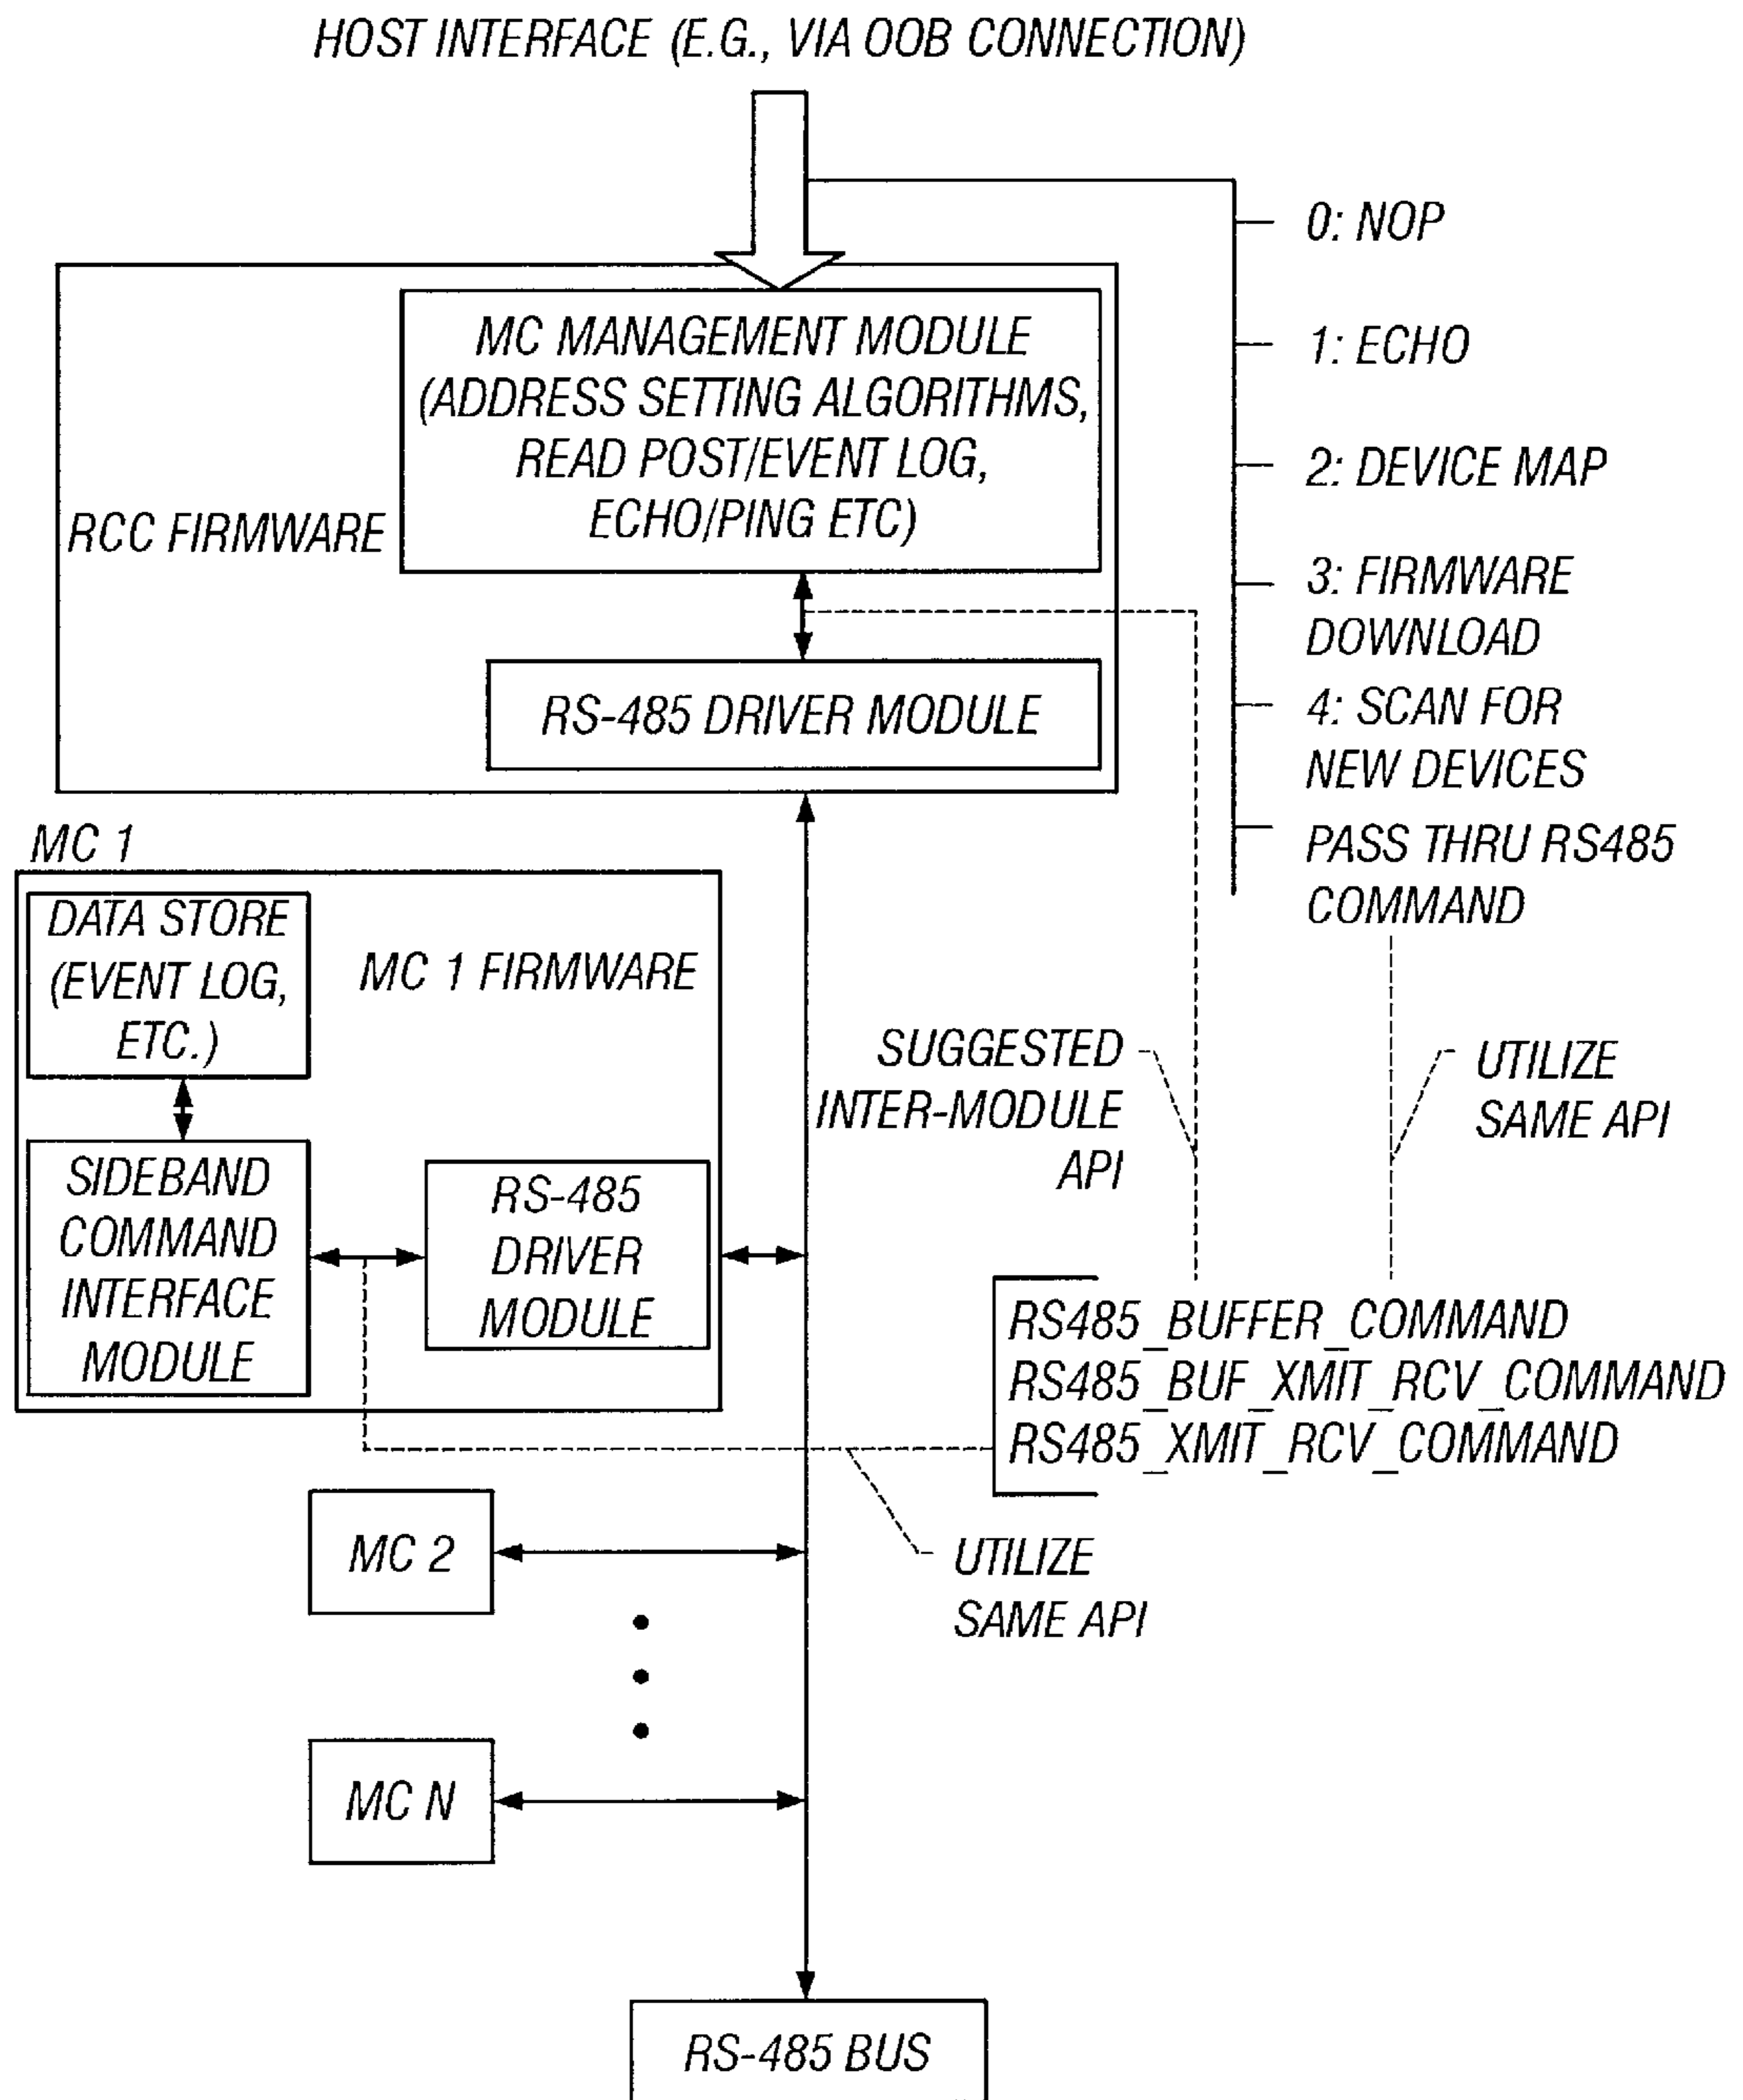 HOST INTERFACE (E.G., VIA OOB CONNECTION)
0: NOP
1: ECHO
2: DEVICE MAP
3: FIRMWARE
DOWNLOAD
4: SCAN FOR
NEW DEVICES
PASS THRU RS485
COMMAND
MC MANAGEMENT MODULE
(ADDRESS SETTING ALGORITHMS,
READ POST/EVENT LOG,
ECHO/PING ETC)
RCC FIRMWARE
RS-485 DRIVER MODULE
MC 1
DATA STORE
(EVENT LOG,
ETC.)
MC 1 FIRMWARE
SIDEBAND
COMMAND
INTERFACE
MODULE
RS-485
DRIVER
MODULE
SUGGESTED
INTER-MODULE
API
UTILIZE
SAME API
RS485_BUFFER_COMMAND
RS485_BUF_XMIT_RCV_COMMAND
RS485_XMIT_RCV_COMMAND
UTILIZE
SAME API
MC 2
MC N
RS-485 BUS